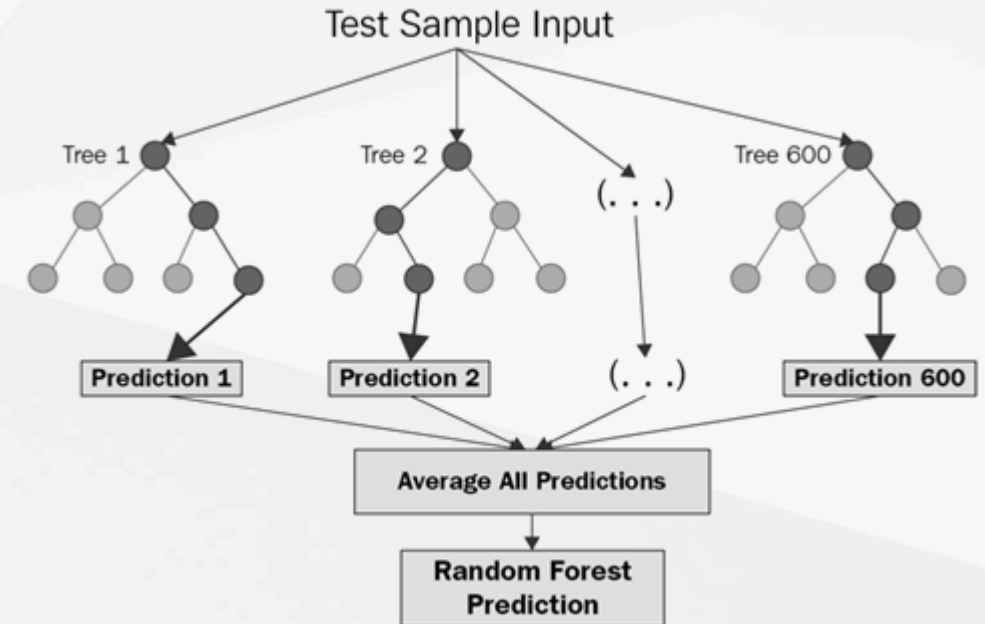 Test Sample Input
Tree 1
Tree 2
Tree 600
(. . .)
Prediction 1
Prediction 2
(. . .)
Prediction 600
Average All Predictions
Random Forest
Prediction